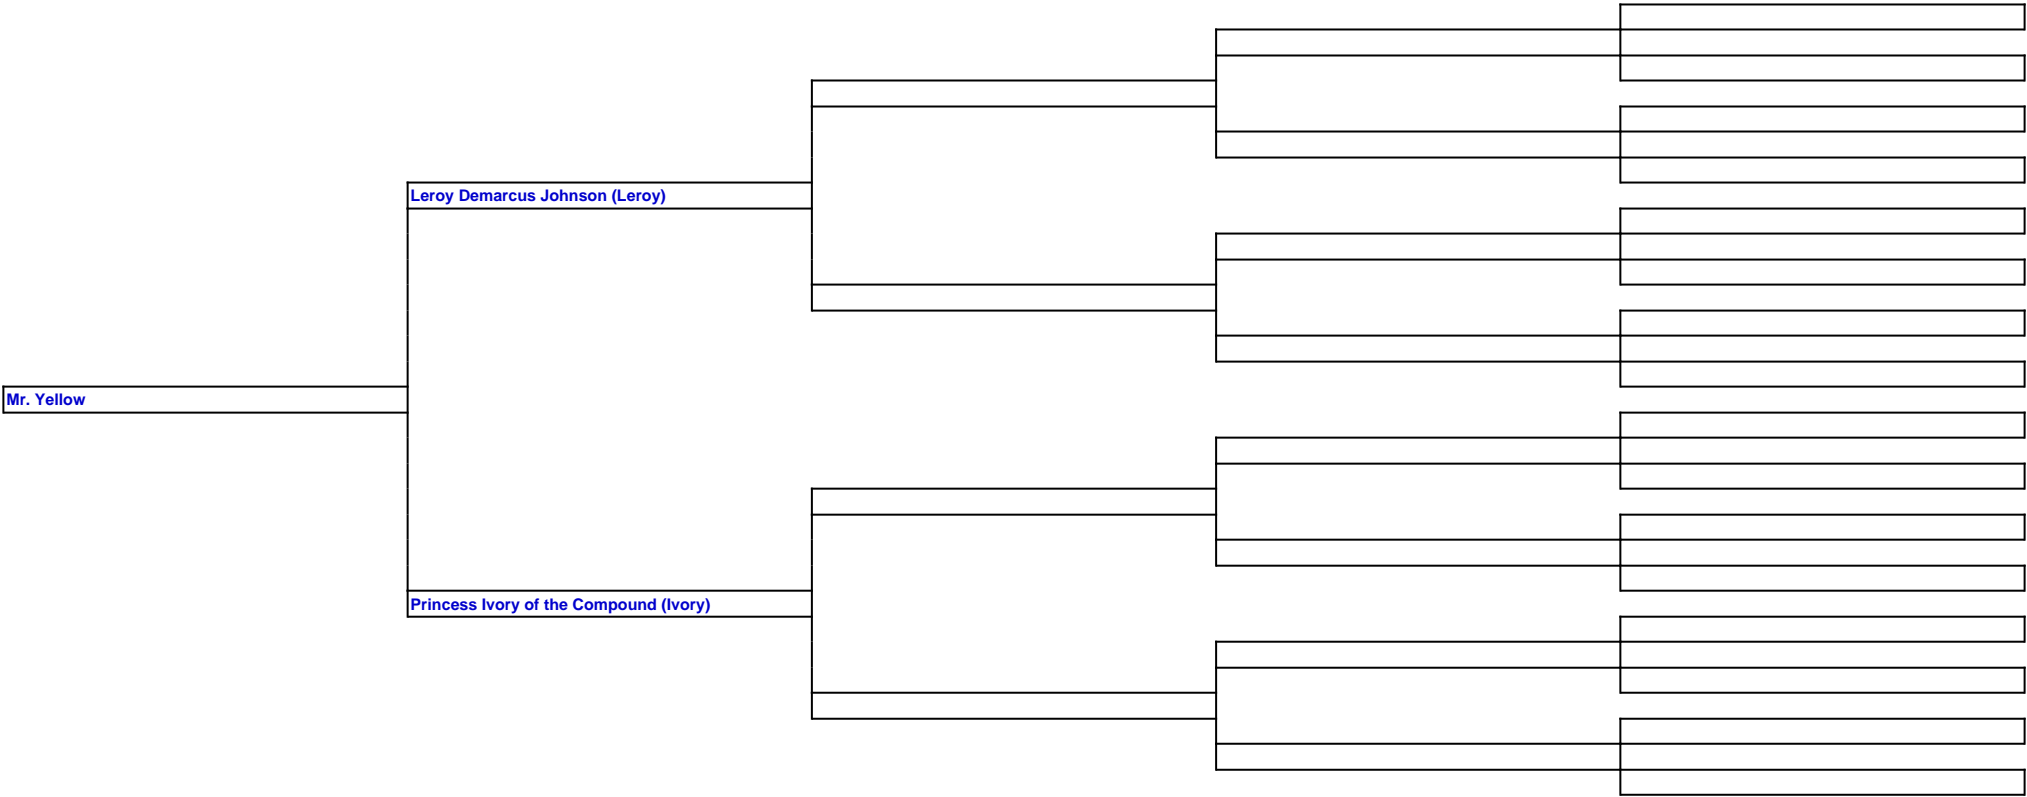 Leroy Demarcus Johnson (Leroy)
Mr. Yellow
Princess Ivory of the Compound (Ivory)